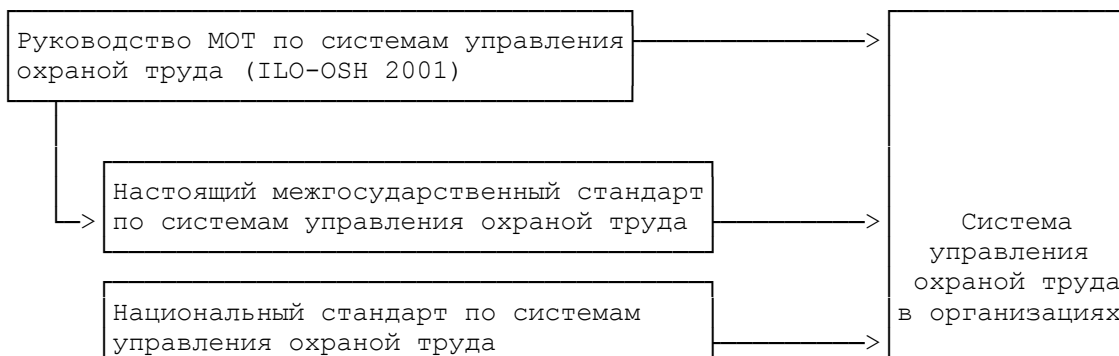 Руководство МОТ по системам управления
охраной труда (ILO-OSH 2001)
Настоящий межгосударственный стандарт
по системам управления охраной труда
Национальный стандарт по системам
управления охраной труда
Система
управления
охраной труда
в организациях